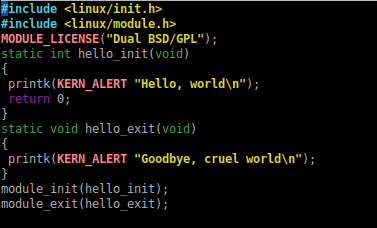 #include <linux/init.h>
#include <linux/module.h>
MODULE_LICENSE("Dual BSD/GPL");
static int hello_init(void)
{
 printk(KERN_ALERT "Hello, world\n");
 return 0;
}
static void hello_exit(void)
{
 printk(KERN_ALERT "Goodbye, cruel world\n");
}
module_init(hello_init);
module_exit(hello_exit);